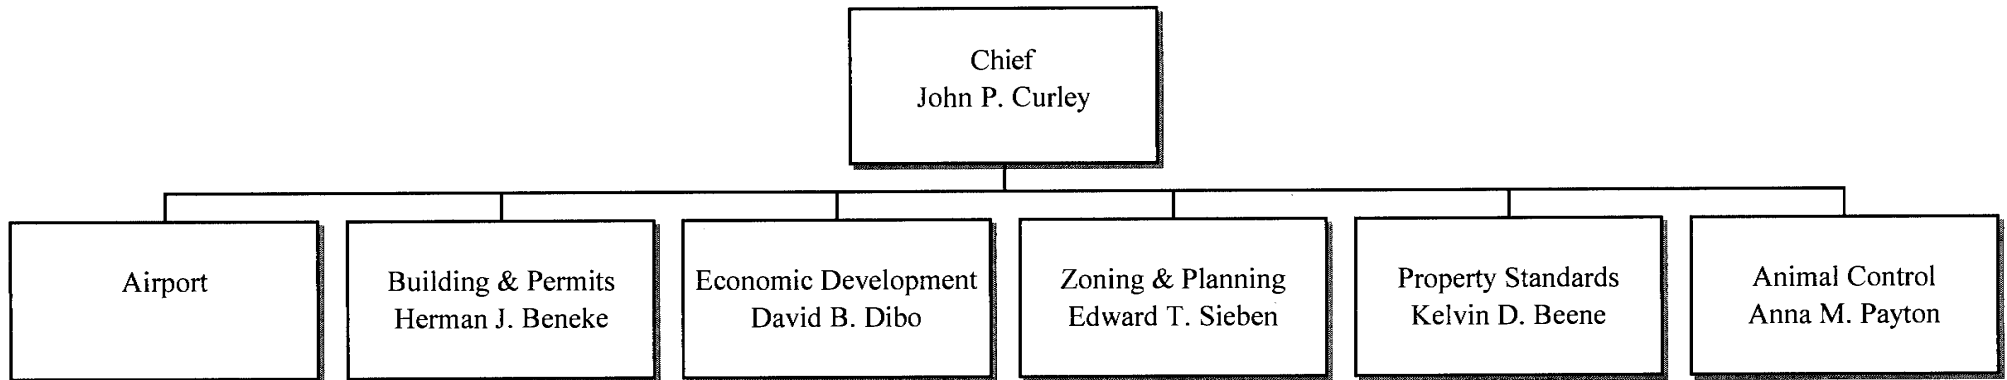 Chief
John P. Curley
Airport
Building & Permits
Herman J. Beneke
Economic Development
David B. Dibo
Zoning & Planning
Edward T. Sieben
Property Standards
Kelvin D. Beene
Animal Control
Anna M. Payton